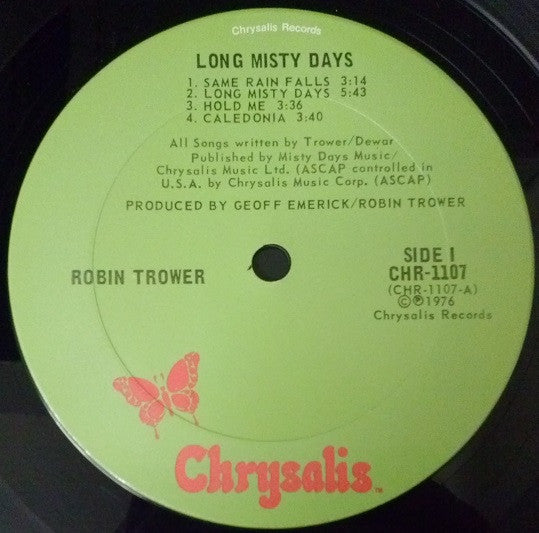 Chrysalis Records
LONG MISTY DAYS
1. SAME RAIN FALLS 3:14
2. LONG MISTY DAYS 5:43
3. HOLD ME 3:36
4. CALEDONIA 3:40
All Songs written by Trower/Dewar
Published by Misty Days Music/
Chrysalis Music Ltd. (ASCAP controlled in
U.S.A. by Chrysalis Music Corp. (ASCAP)
PRODUCED BY GEOFF EMERICK/ROBIN TROWER
ROBIN TROWER
SIDE I
CHR-1107
(CHR-1107-A)
©℗1976
Chrysalis Records
Chrysalis™